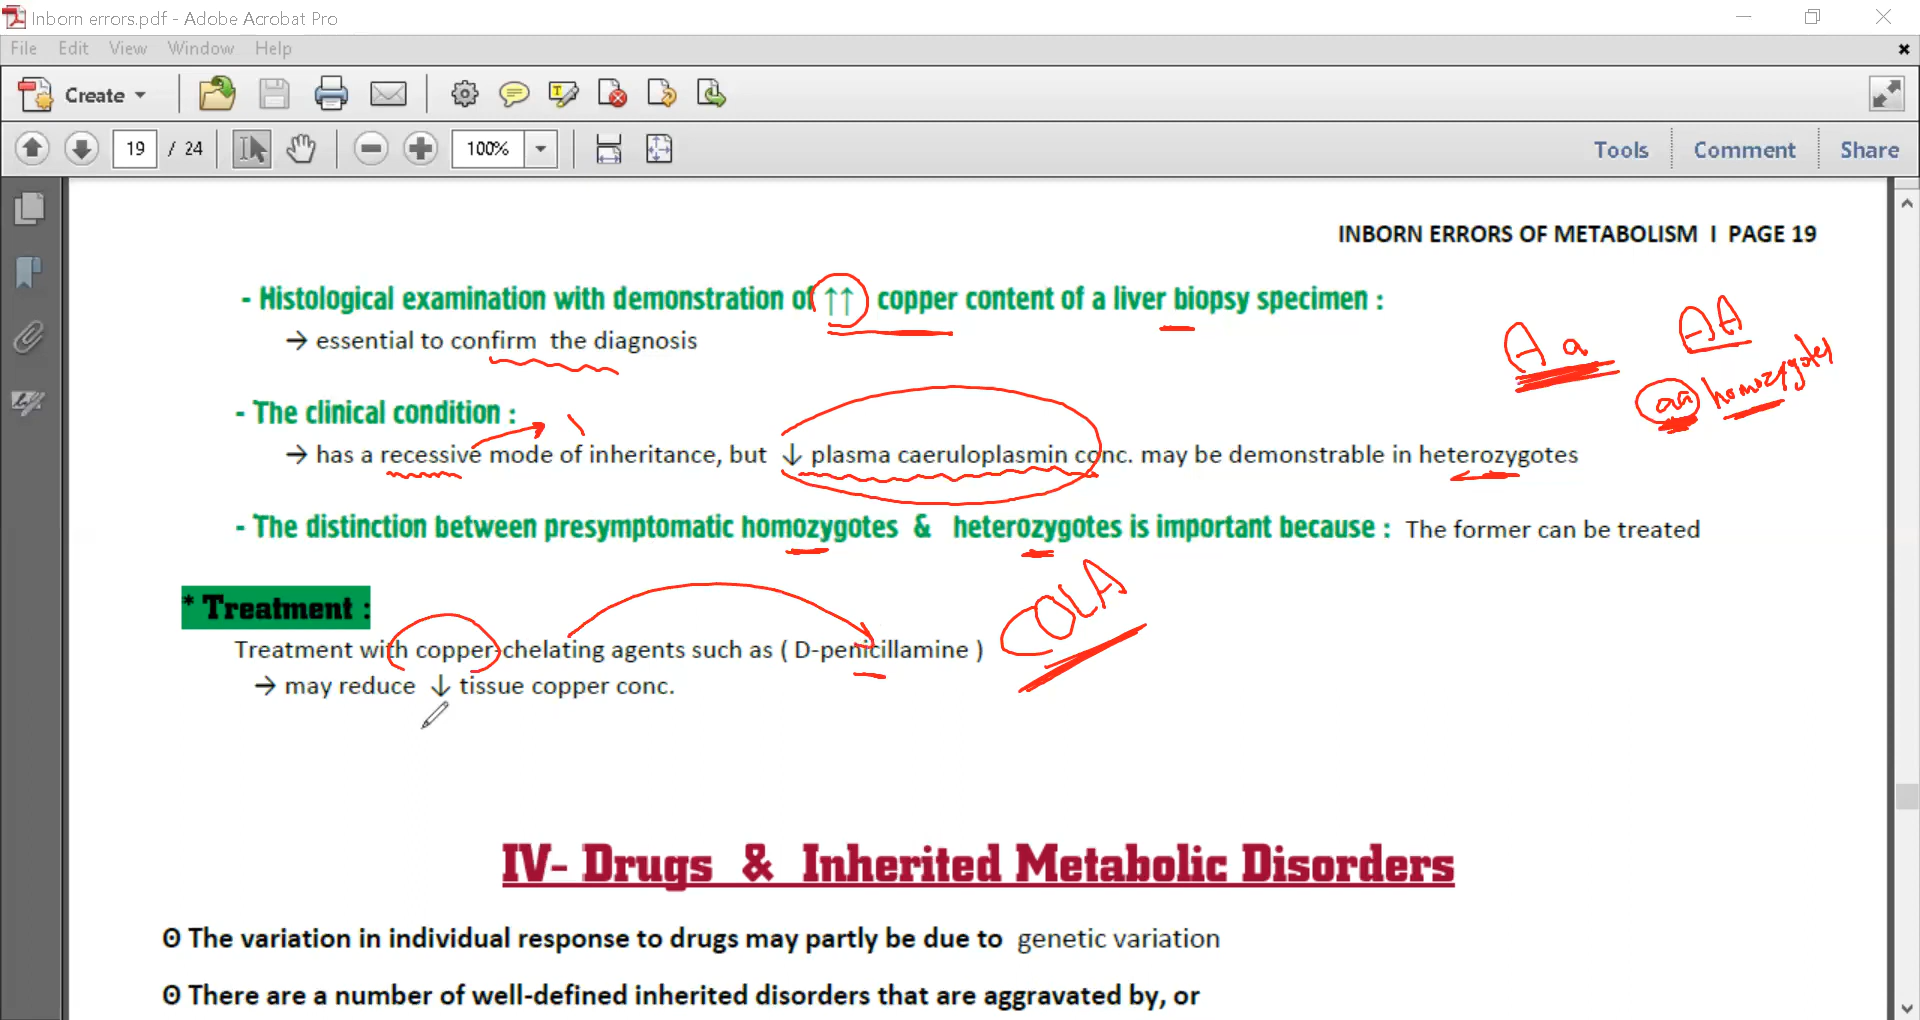 Inborn errors.pdf - Adobe Acrobat Pro
File Edit View Window Help
Create
19 / 24 100% Tools Comment Share
INBORN ERRORS OF METABOLISM I PAGE 19
- Histological examination with demonstration of ↑↑ copper content of a liver biopsy specimen :
→ essential to confirm the diagnosis
A a
AA
aa homozygotes
- The clinical condition :
→ has a recessive mode of inheritance, but ↓ plasma caeruloplasmin conc. may be demonstrable in heterozygotes
- The distinction between presymptomatic homozygotes & heterozygotes is important because : The former can be treated
* Treatment :
COLA
Treatment with copper-chelating agents such as ( D-penicillamine )
→ may reduce ↓ tissue copper conc.
IV- Drugs & Inherited Metabolic Disorders
ʘ The variation in individual response to drugs may partly be due to genetic variation
ʘ There are a number of well-defined inherited disorders that are aggravated by, or